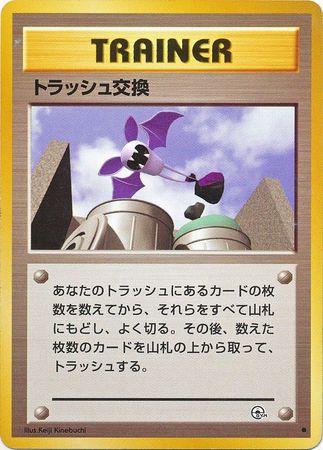 TRAINER
トラッシュ交換
あなたのトラッシュにあるカードの枚
数を数えてから、それらをすべて山札
にもどし、よく切る。その後、数えた
枚数のカードを山札の上から取って、
トラッシュする。
Illus.Keiji Kinebuchi
GYM